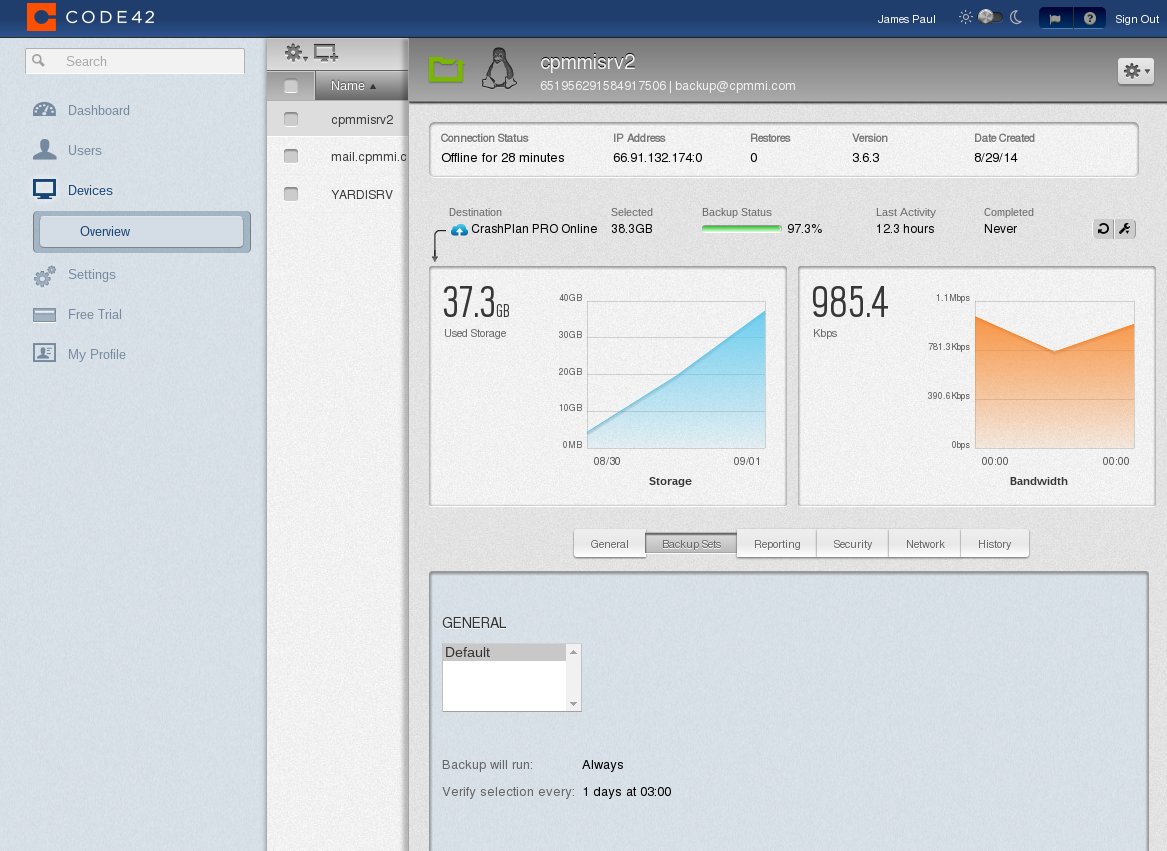 CODE42
James Paul
Sign Out
Search
Dashboard
Users
Devices
Overview
Settings
Free Trial
My Profile
Name
cpmmisrv2
mail.cpmmi.c
YARDISRV
cpmmisrv2
651956291584917506 | backup@cpmmi.com
Connection Status IP Address Restores Version Date Created
Offline for 28 minutes 66.91.132.174:0 0 3.6.3 8/29/14
Destination Selected Backup Status Last Activity Completed
CrashPlan PRO Online 38.3GB 97.3% 12.3 hours Never
37.3GB
Used Storage
40GB
30GB
20GB
10GB
0MB
08/30 09/01
Storage
985.4
Kbps
1.1Mbps
781.3Kbps
390.6Kbps
0bps
00:00 00:00
Bandwidth
General Backup Sets Reporting Security Network History
GENERAL
Default
Backup will run: Always
Verify selection every: 1 days at 03:00